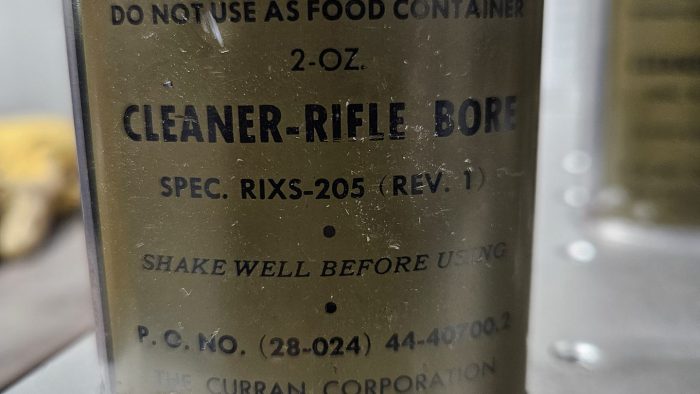 DO NOT USE AS FOOD CONTAINER
2-OZ.
CLEANER-RIFLE BORE
SPEC. RIXS-205 (REV. 1)
•
SHAKE WELL BEFORE USING
•
P. O. NO. (28-024) 44-40700.2
THE CURRAN CORPORATION